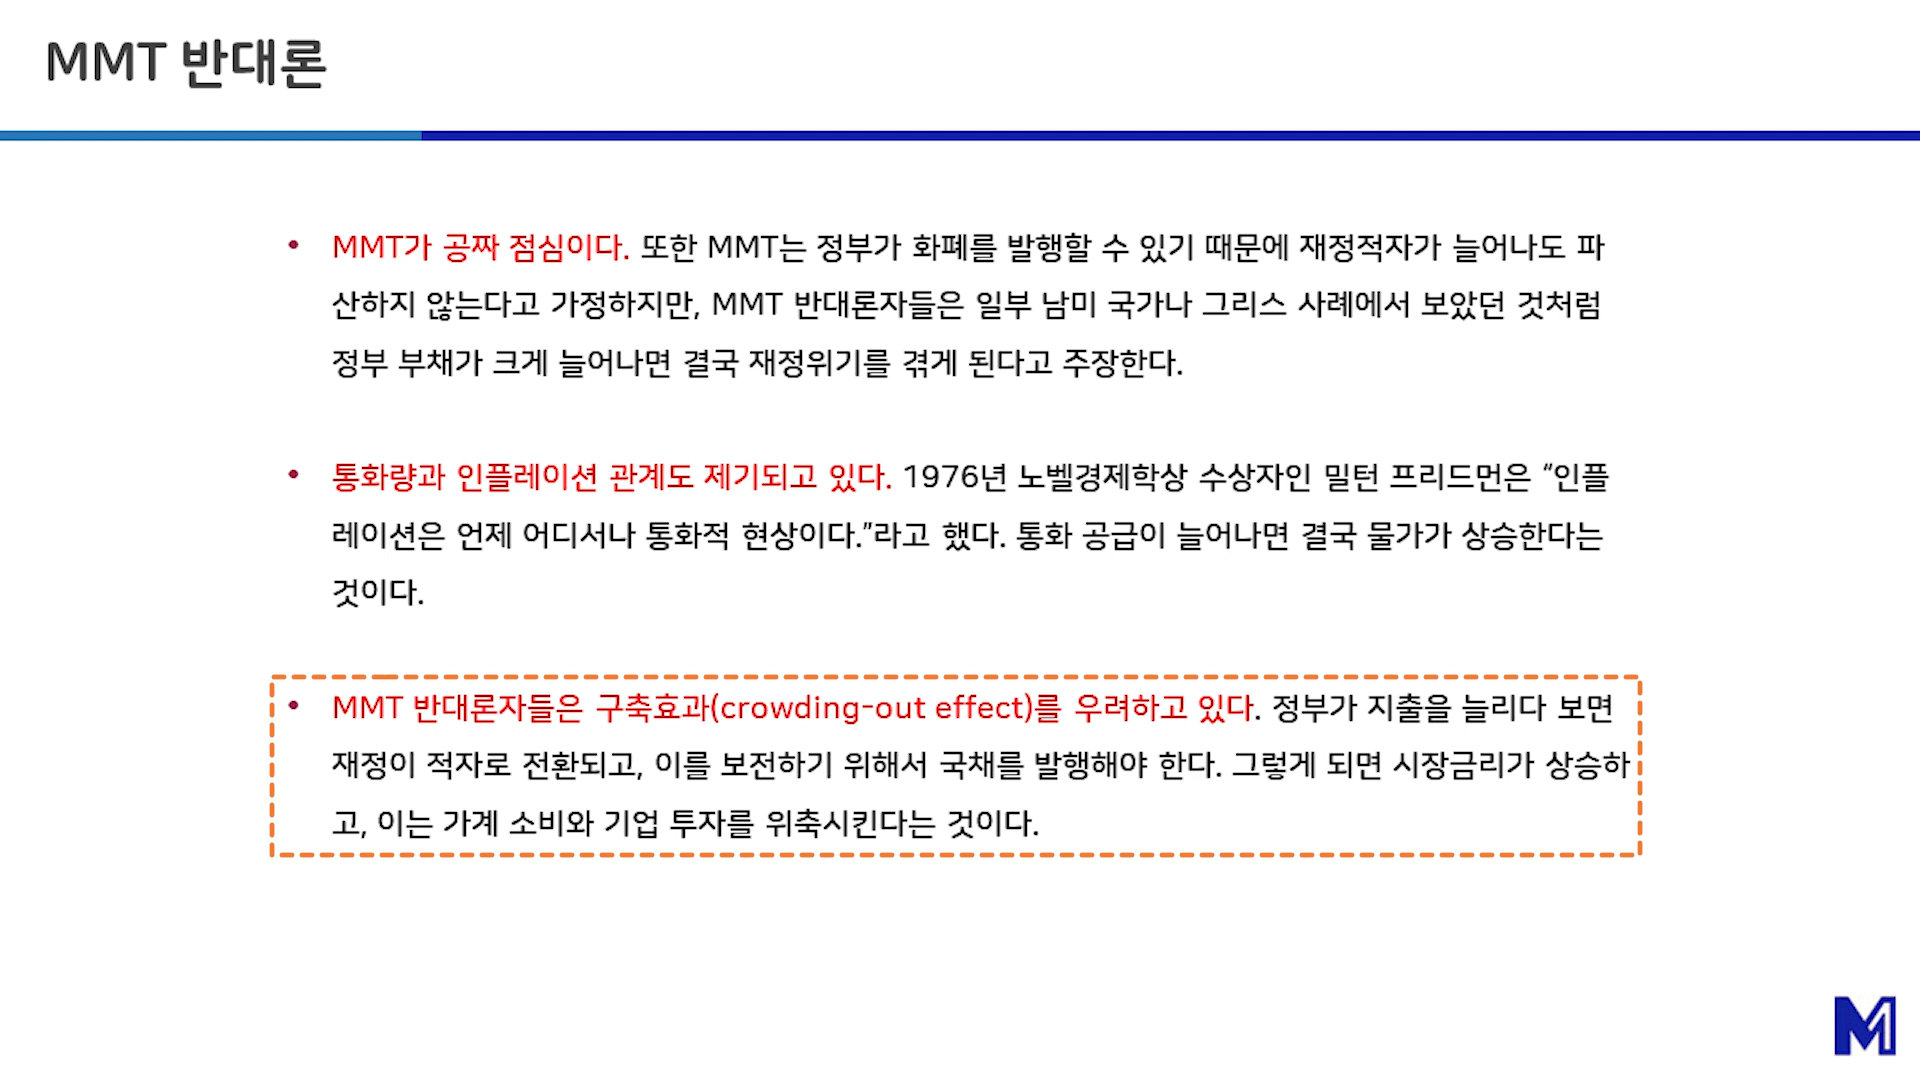 MMT 반대론
• MMT가 공짜 점심이다. 또한 MMT는 정부가 화폐를 발행할 수 있기 때문에 재정적자가 늘어나도 파
산하지 않는다고 가정하지만, MMT 반대론자들은 일부 남미 국가나 그리스 사례에서 보았던 것처럼
정부 부채가 크게 늘어나면 결국 재정위기를 겪게 된다고 주장한다.
• 통화량과 인플레이션 관계도 제기되고 있다. 1976년 노벨경제학상 수상자인 밀턴 프리드먼은 “인플
레이션은 언제 어디서나 통화적 현상이다.”라고 했다. 통화 공급이 늘어나면 결국 물가가 상승한다는
것이다.
• MMT 반대론자들은 구축효과(crowding-out effect)를 우려하고 있다. 정부가 지출을 늘리다 보면
재정이 적자로 전환되고, 이를 보전하기 위해서 국채를 발행해야 한다. 그렇게 되면 시장금리가 상승하
고, 이는 가계 소비와 기업 투자를 위축시킨다는 것이다.